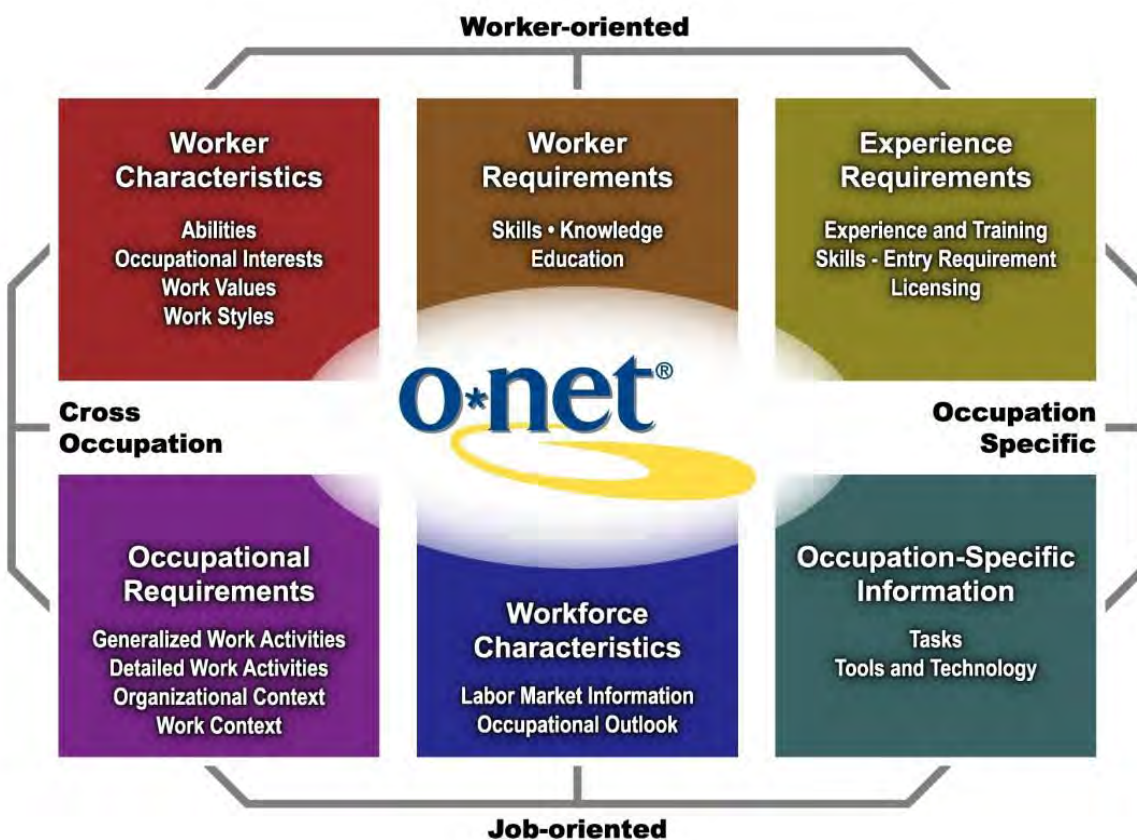 Worker-oriented
Worker
Characteristics
Abilities
Occupational Interests
Work Values
Work Styles
Worker
Requirements
Skills • Knowledge
Education
Experience
Requirements
Experience and Training
Skills - Entry Requirement
Licensing
Cross
Occupation
o*net®
Occupation
Specific
Occupational
Requirements
Generalized Work Activities
Detailed Work Activities
Organizational Context
Work Context
Workforce
Characteristics
Labor Market Information
Occupational Outlook
Occupation-Specific
Information
Tasks
Tools and Technology
Job-oriented